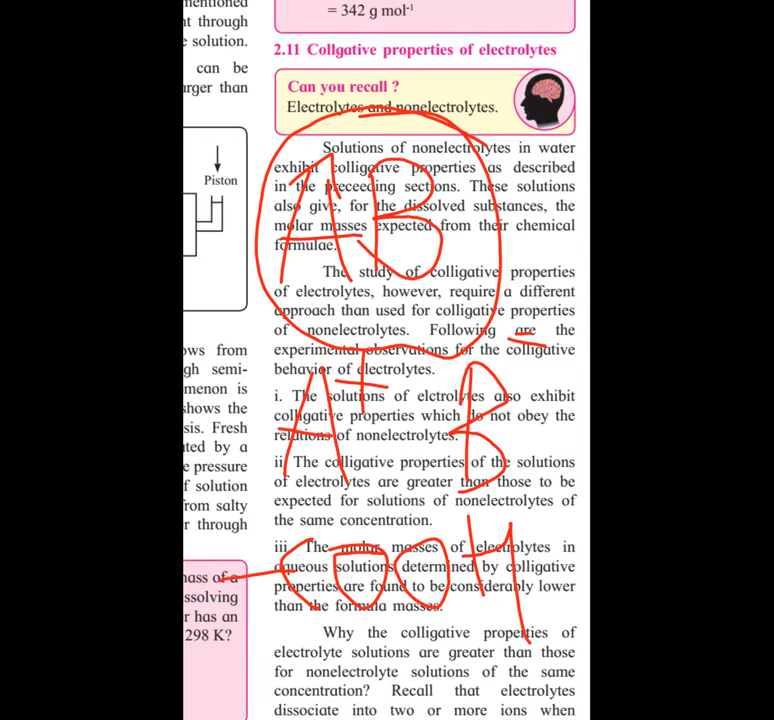 mentioned
nt through
e solution.
can be
arger than
Piston
ows from
gh semi-
menon is
shows the
sis. Fresh
ated by a
e pressure
f solution
rom salty
r through
mass of a
ssolving
r has an
298 K?
= 342 g mol-1
2.11 Collgative properties of electrolytes
Can you recall ?
Electrolytes and nonelectrolytes.
Solutions of nonelectrolytes in water
exhibit colligative properties as described
in the preceeding sections. These solutions
also give, for the dissolved substances, the
molar masses expected from their chemical
formulae.
The study of colligative properties
of electrolytes, however, require a different
approach than used for colligative properties
of nonelectrolytes. Following are the
experimental observations for the colligative
behavior of electrolytes.
i. The solutions of elctrolytes also exhibit
colligative properties which do not obey the
relations of nonelectrolytes.
ii. The colligative properties of the solutions
of electrolytes are greater than those to be
expected for solutions of nonelectrolytes of
the same concentration.
iii. The molar masses of electrolytes in
aqueous solutions determined by colligative
properties are found to be considerably lower
than the formula masses.
Why the colligative properties of
electrolyte solutions are greater than those
for nonelectrolyte solutions of the same
concentration? Recall that electrolytes
dissociate into two or more ions when
AB
A+ B-
-COOH